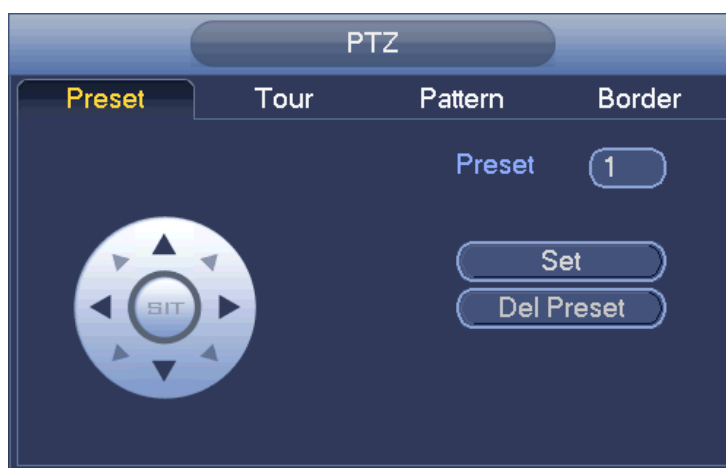 PTZ
Preset Tour Pattern Border
Preset 1
Set
SIT
Del Preset